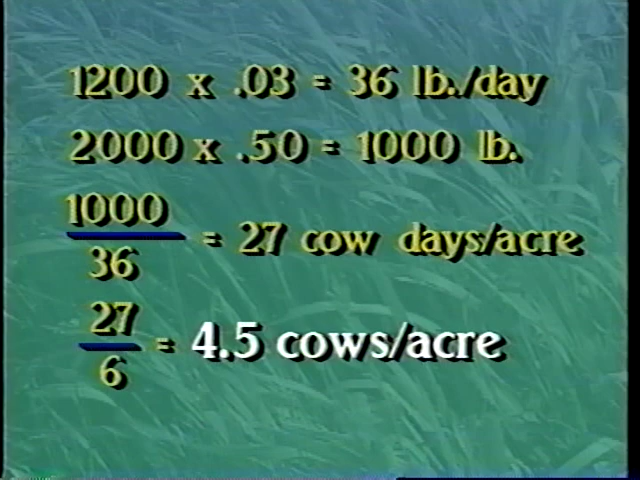 1200 x .03 = 36 lb./day
2000 x .50 = 1000 lb.
1000
36
= 27 cow days/acre
27
6
= 4.5 cows/acre